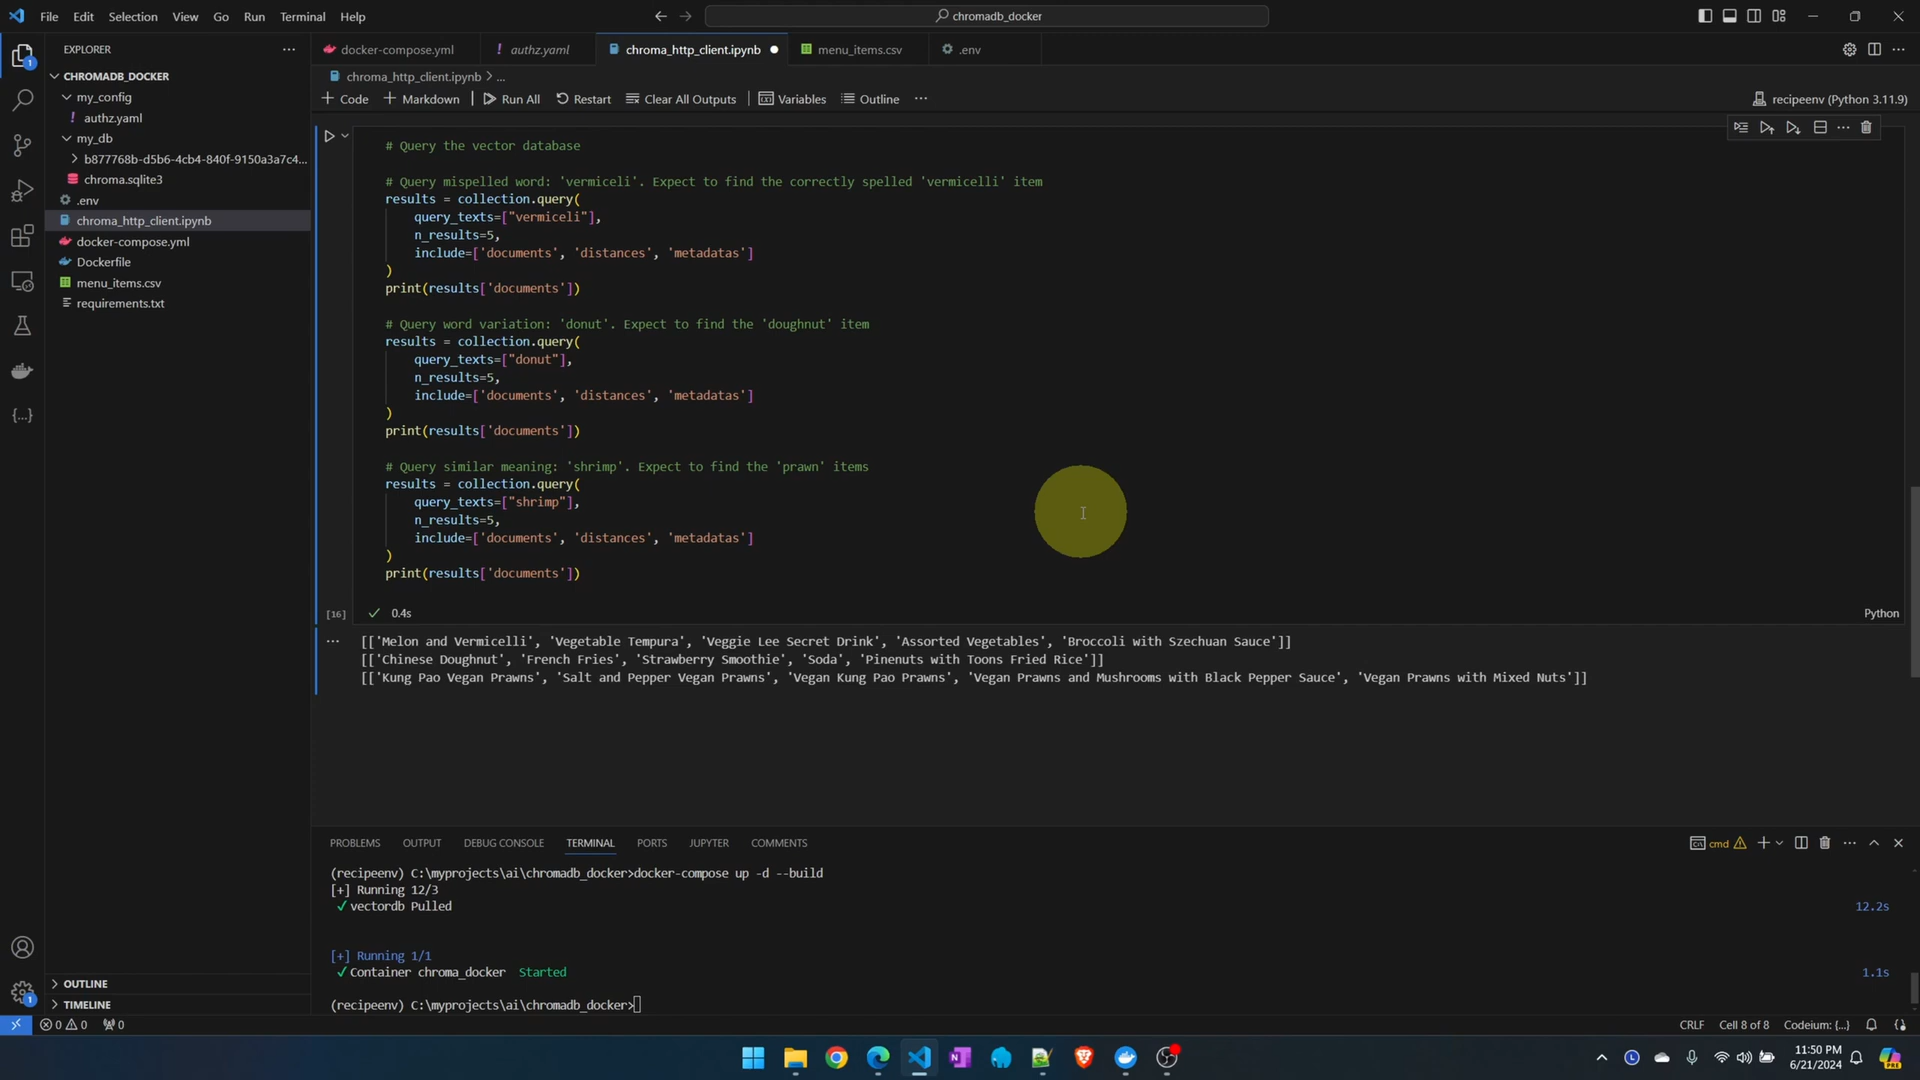 File Edit Selection View Go Run Terminal Help
chromadb_docker
EXPLORER
docker-compose.yml
authz.yaml
chroma_http_client.ipynb
menu_items.csv
.env
CHROMADB_DOCKER
my_config
authz.yaml
my_db
b877768b-d5b6-4cb4-840f-9150a3a7c4...
chroma.sqlite3
.env
chroma_http_client.ipynb
docker-compose.yml
Dockerfile
menu_items.csv
requirements.txt
chroma_http_client.ipynb > ...
Code Markdown Run All Restart Clear All Outputs Variables Outline ...
recipeenv (Python 3.11.9)
# Query the vector database
# Query mispelled word: 'vermiceli'. Expect to find the correctly spelled 'vermicelli' item
results = collection.query(
query_texts=["vermiceli"],
n_results=5,
include=['documents', 'distances', 'metadatas']
)
print(results['documents'])
# Query word variation: 'donut'. Expect to find the 'doughnut' item
results = collection.query(
query_texts=["donut"],
n_results=5,
include=['documents', 'distances', 'metadatas']
)
print(results['documents'])
# Query similar meaning: 'shrimp'. Expect to find the 'prawn' items
results = collection.query(
query_texts=["shrimp"],
n_results=5,
include=['documents', 'distances', 'metadatas']
)
print(results['documents'])
[16] ✓ 0.4s Python
[['Melon and Vermicelli', 'Vegetable Tempura', 'Veggie Lee Secret Drink', 'Assorted Vegetables', 'Broccoli with Szechuan Sauce']]
[['Chinese Doughnut', 'French Fries', 'Strawberry Smoothie', 'Soda', 'Pinenuts with Toons Fried Rice']]
[['Kung Pao Vegan Prawns', 'Salt and Pepper Vegan Prawns', 'Vegan Kung Pao Prawns', 'Vegan Prawns and Mushrooms with Black Pepper Sauce', 'Vegan Prawns with Mixed Nuts']]
PROBLEMS OUTPUT DEBUG CONSOLE TERMINAL PORTS JUPYTER COMMENTS
cmd
(recipeenv) C:\myprojects\ai\chromadb_docker>docker-compose up -d --build
[+] Running 12/3
✓vectordb Pulled 12.2s
[+] Running 1/1
✓Container chroma_docker Started 1.1s
(recipeenv) C:\myprojects\ai\chromadb_docker>
OUTLINE
TIMELINE
0 0 0
CRLF Cell 8 of 8 Codeium: {...}
11:50 PM
6/21/2024